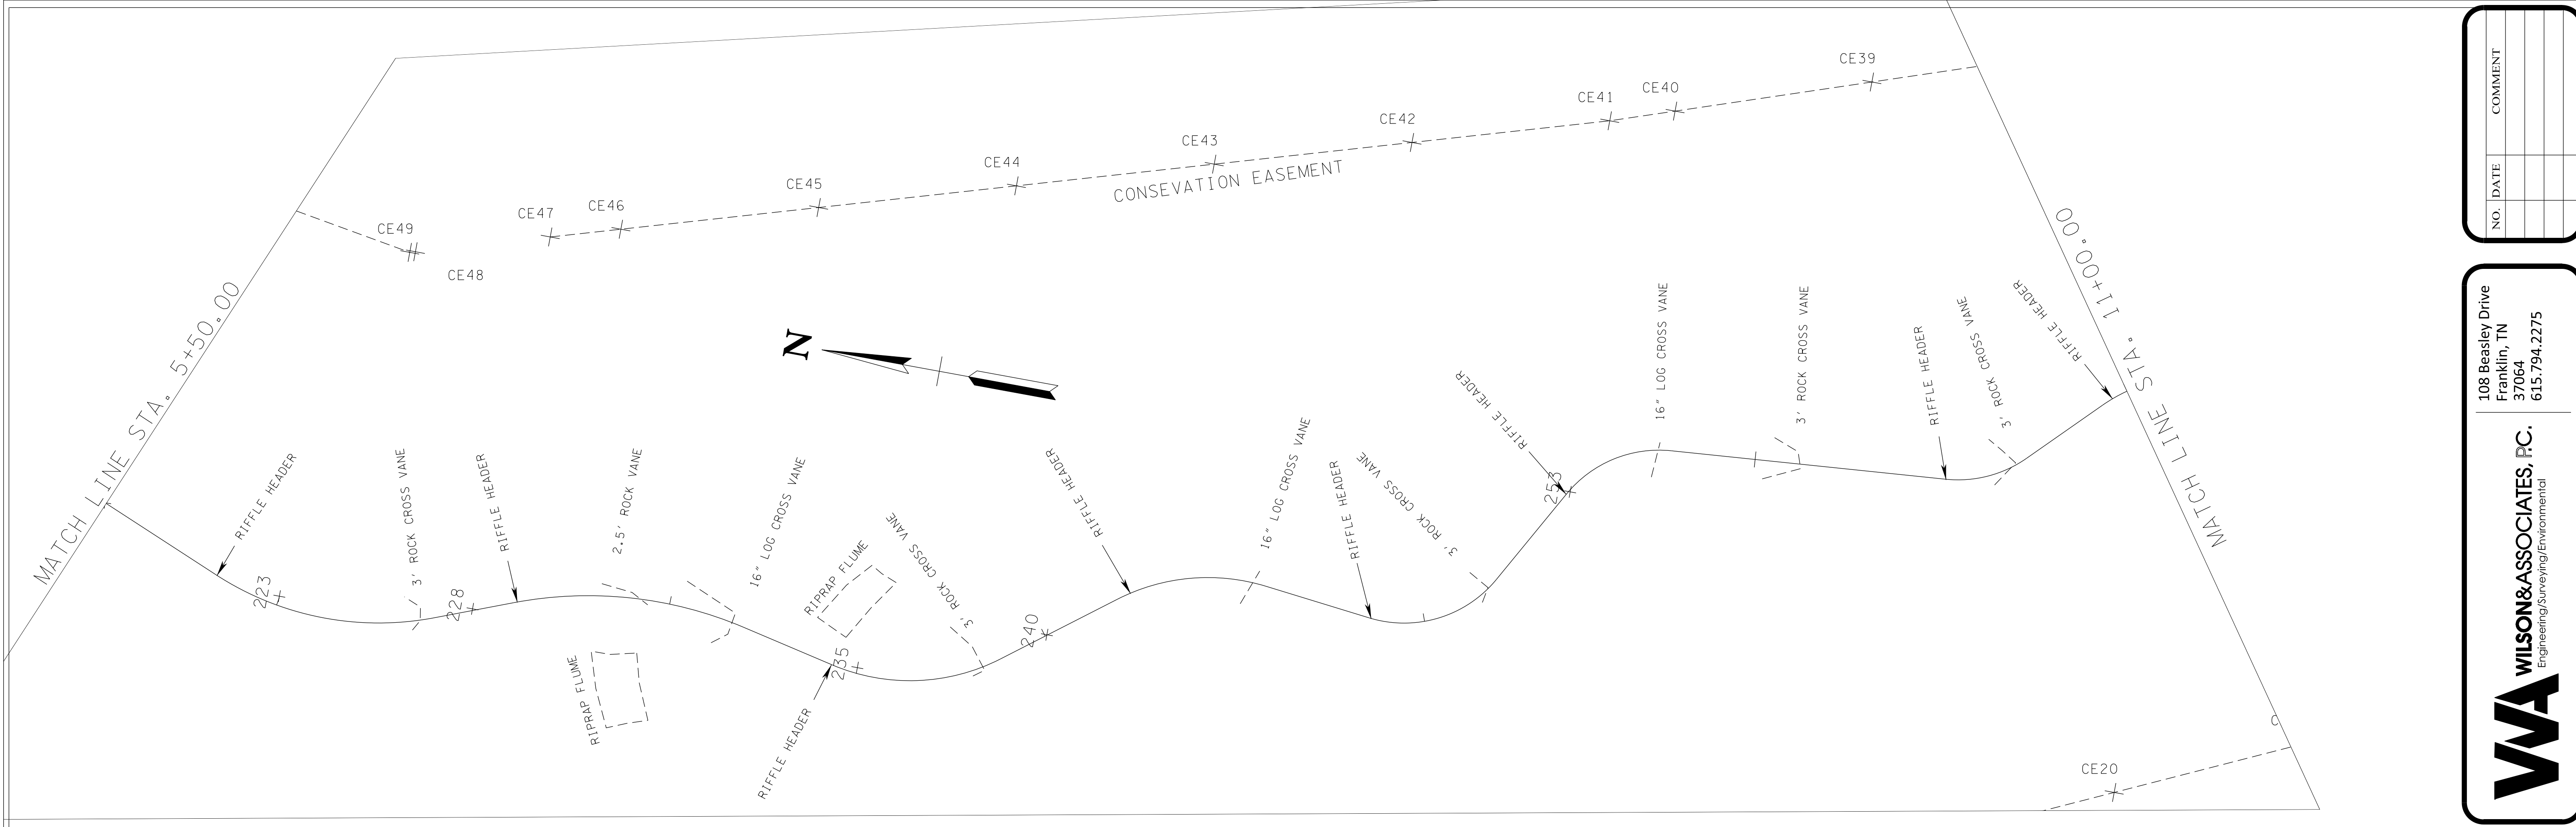 CE39
CE40
CE41
CE42
CE43
CONSEVATION EASEMENT
CE44
CE45
CE46
CE47
CE49
CE48
MATCH LINE STA. 5+50.00
MATCH LINE STA. 11+00.00
N
RIFFLE HEADER
223
3' ROCK CROSS VANE
228
RIFFLE HEADER
2.5' ROCK VANE
16" LOG CROSS VANE
RIPRAP FLUME
RIPRAP FLUME
RIFFLE HEADER
235
3' ROCK CROSS VANE
240
RIFFLE HEADER
16" LOG CROSS VANE
RIFFLE HEADER
3' ROCK CROSS VANE
RIFFLE HEADER
253
16" LOG CROSS VANE
3' ROCK CROSS VANE
RIFFLE HEADER
3' ROCK CROSS VANE
RIFFLE HEADER
C
CE20
NO. DATE COMMENT
108 Beasley Drive
Franklin, TN
37064
615.794.2275
WA
WILSON&ASSOCIATES, P.C.
Engineering/Surveying/Environmental